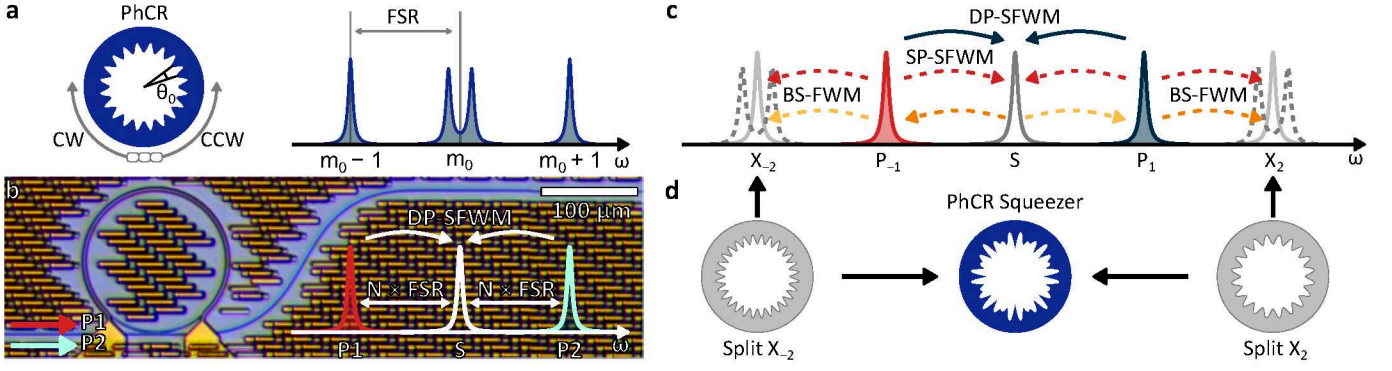 a
PhCR
θ₀
CW
CCW
FSR
m₀ − 1
m₀
m₀ + 1
ω
b
100 μm
DP-SFWM
N × FSR
N × FSR
P1
P2
P1
S
P2
ω
c
DP-SFWM
SP-SFWM
BS-FWM
BS-FWM
X₋₂
P₋₁
S
P₁
X₂
ω
d
PhCR Squeezer
Split X₋₂
Split X₂